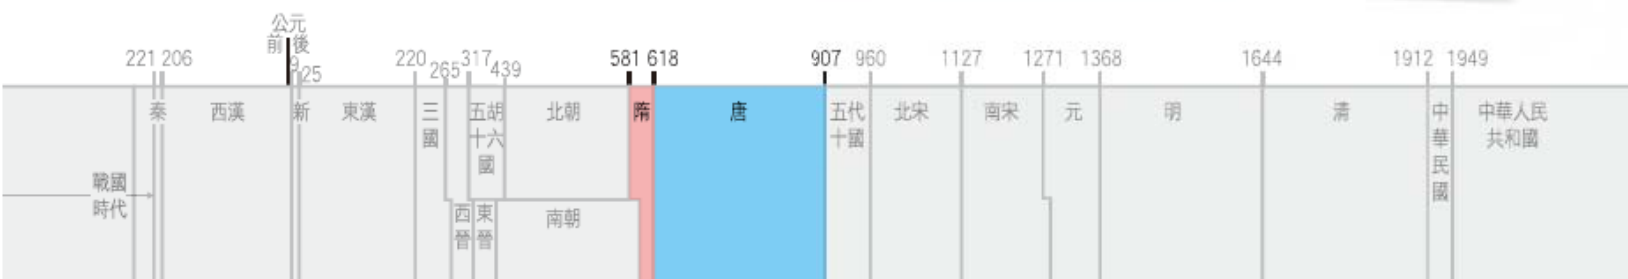 公元
前 後
221 206 9 25 220 265 317 439 581 618 907 960 1127 1271 1368 1644 1912 1949
秦 西漢 新 東漢 三國 五胡十六國 北朝 隋 唐 五代十國 北宋 南宋 元 明 清 中華民國 中華人民共和國
戰國時代
西晉 東晉 南朝